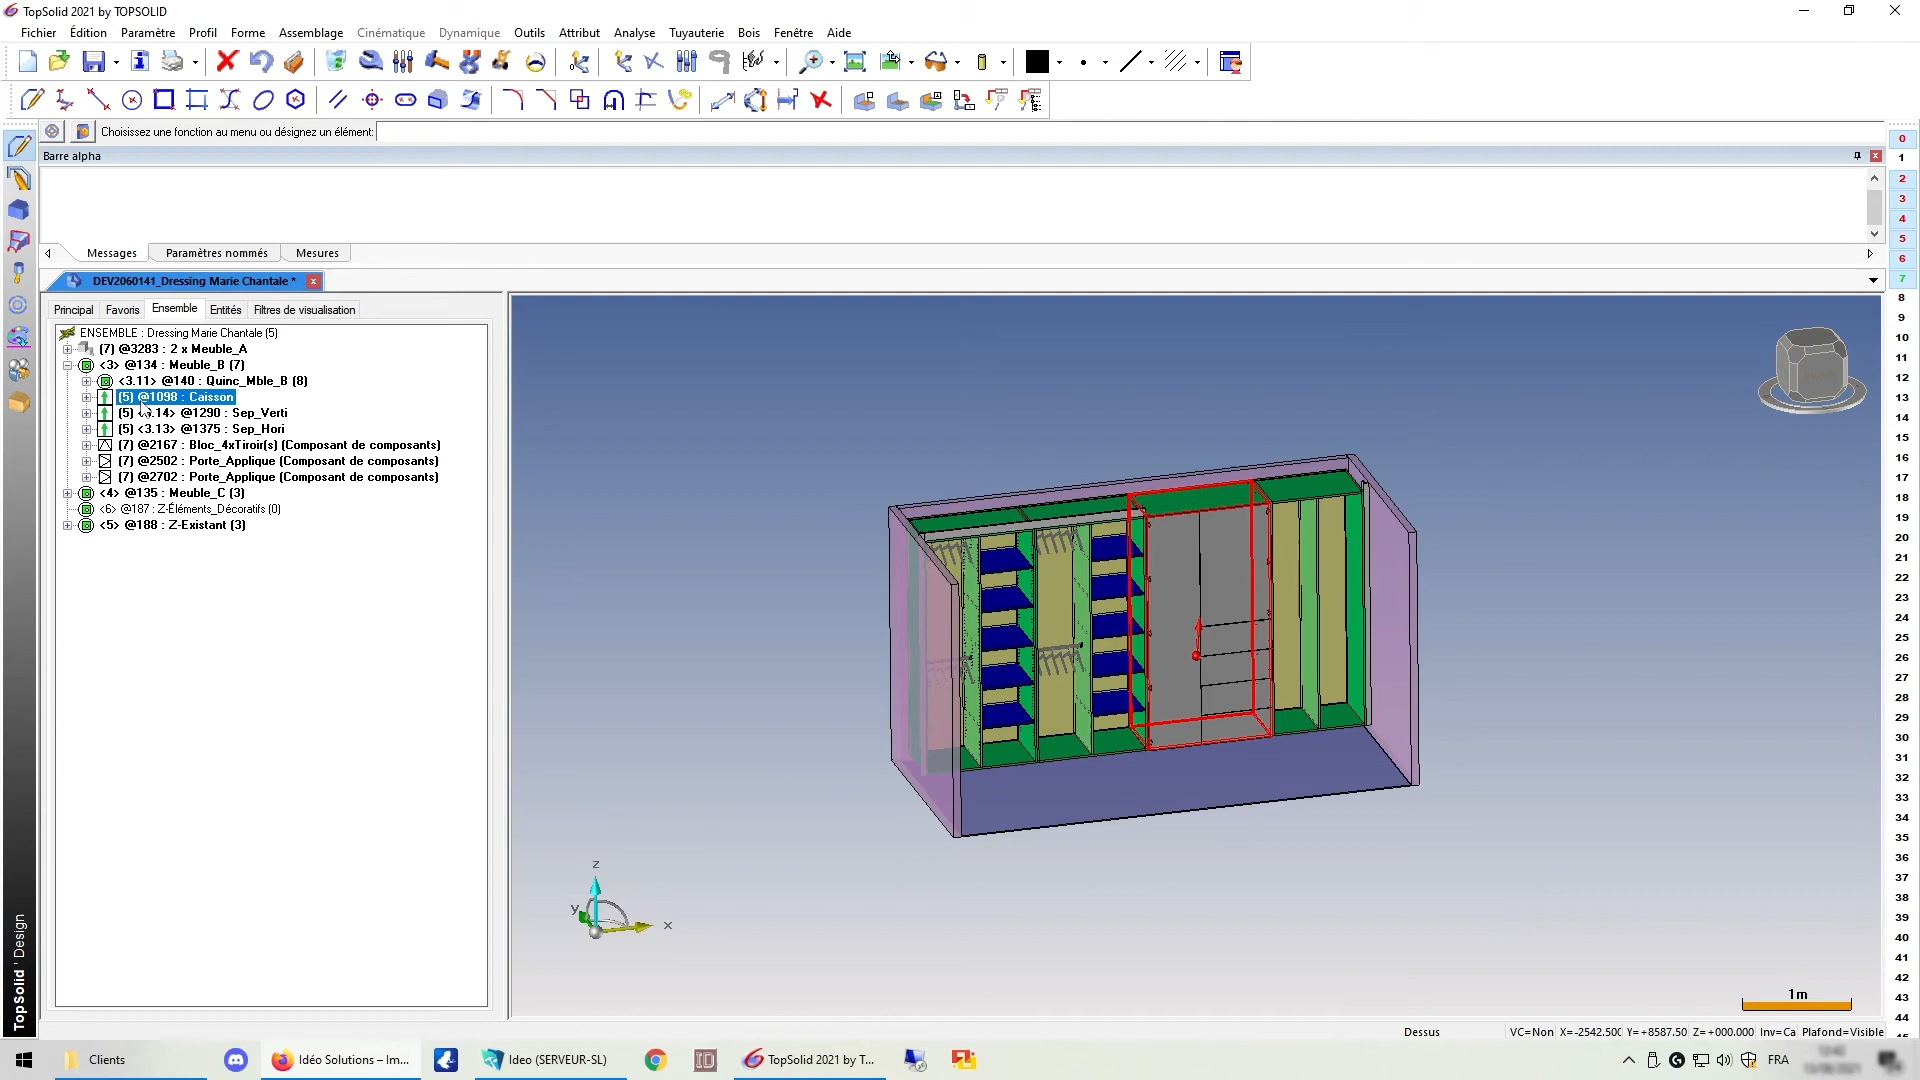 TopSolid 2021 by TOPSOLID
Fichier Édition Paramètre Profil Forme Assemblage Cinématique Dynamique Outils Attribut Analyse Tuyauterie Bois Fenêtre Aide
Choisissez une fonction au menu ou désignez un élément:
Barre alpha
Messages Paramètres nommés Mesures
DEV2060141_Dressing Marie Chantale *
Principal Favoris Ensemble Entités Filtres de visualisation
ENSEMBLE : Dressing Marie Chantale (5)
(7) @3283 : 2 x Meuble_A
<3> @134 : Meuble_B (7)
<3.11> @140 : Quinc_Mble_B (8)
(5) @1098 : Caisson
(5) <3.14> @1290 : Sep_Verti
(5) <3.13> @1375 : Sep_Hori
(7) @2167 : Bloc_4xTiroir(s) (Composant de composants)
(7) @2502 : Porte_Applique (Composant de composants)
(7) @2702 : Porte_Applique (Composant de composants)
<4> @135 : Meuble_C (3)
<6> @187 : Z-Éléments_Décoratifs (0)
<5> @188 : Z-Existant (3)
z
y
x
1m
0
1
2
3
4
5
6
7
8
9
10
11
12
13
14
15
16
17
18
19
20
21
22
23
24
25
26
27
28
29
30
31
32
33
34
35
36
37
38
39
40
41
42
43
44
TopSolid'Design
Dessus VC=Non X=-2542.500 Y=+8587.50 Z=+000.000 Inv=Ca Plafond=Visible
Clients Idéo Solutions – Im... Ideo (SERVEUR-SL) TopSolid 2021 by T... FRA